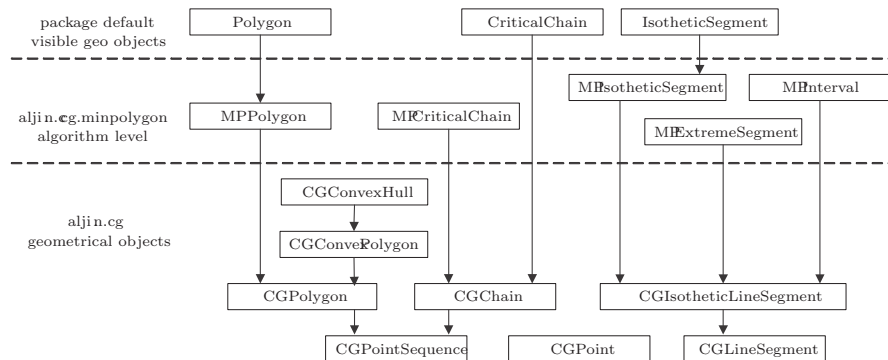 package default
visible geo objects
Polygon
CriticalChain
IsotheticSegment
aljin.cg.minpolygon
algorithm level
MPPolygon
MPCriticalChain
MPIsotheticSegment
MPInterval
MPExtremeSegment
aljin.cg
geometrical objects
CGConvexHull
CGConvexPolygon
CGPolygon
CGChain
CGIsotheticLineSegment
CGPointSequence
CGPoint
CGLineSegment